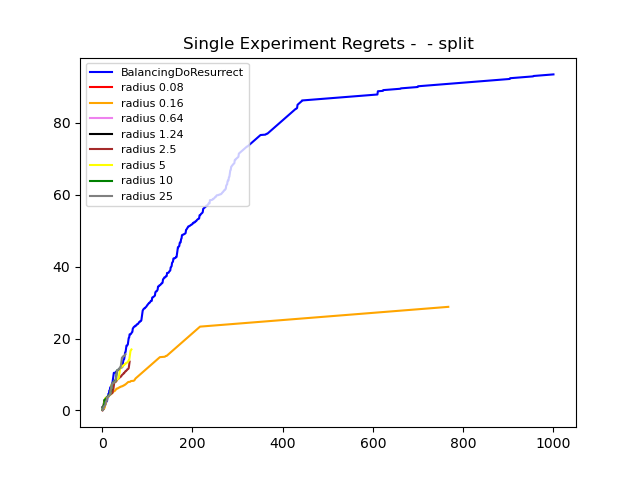 Single Experiment Regrets -  - split
BalancingDoResurrect
radius 0.08
radius 0.16
radius 0.64
radius 1.24
radius 2.5
radius 5
radius 10
radius 25
80
60
40
20
0
0 200 400 600 800 1000